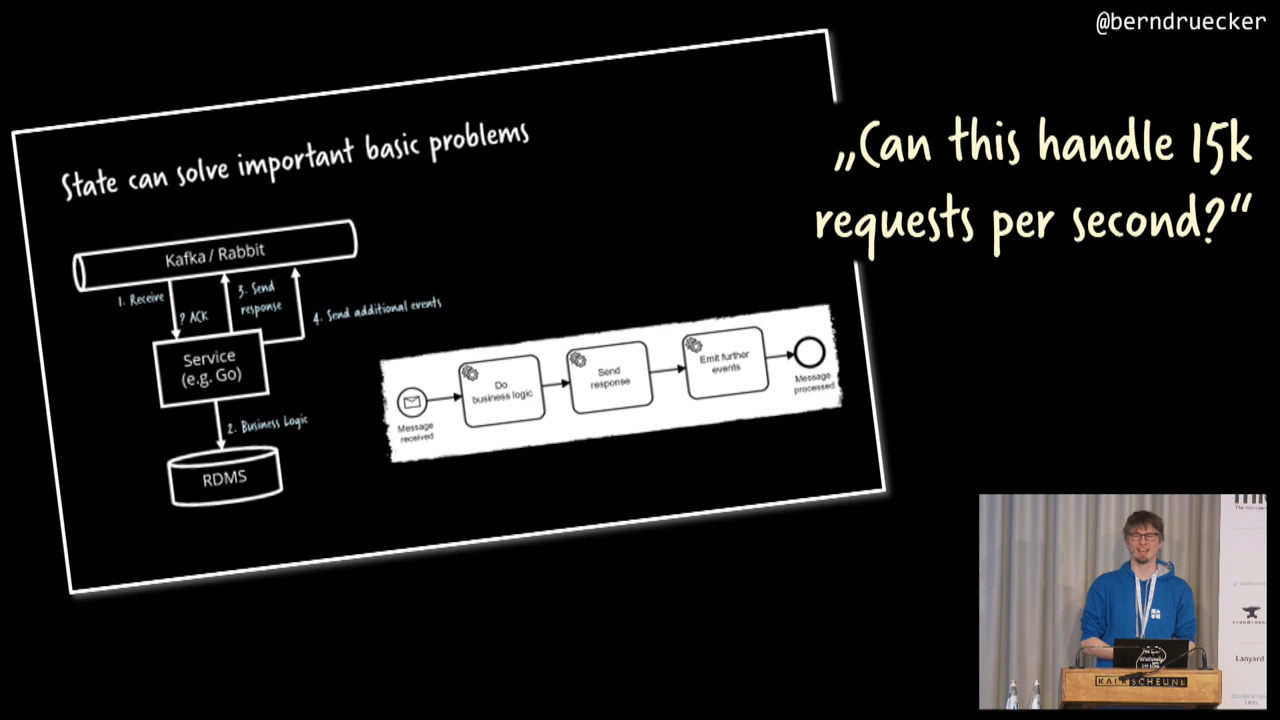 @berndruecker
„Can this handle 15k
requests per second?“
State can solve important basic problems
Kafka / Rabbit
1. Receive
? ACK
3. Send
response
4. Send additional events
Service
(e.g. Go)
2. Business Logic
RDMS
Message
received
Do
business logic
Send
response
Emit further
events
Message
processed
Lanyard